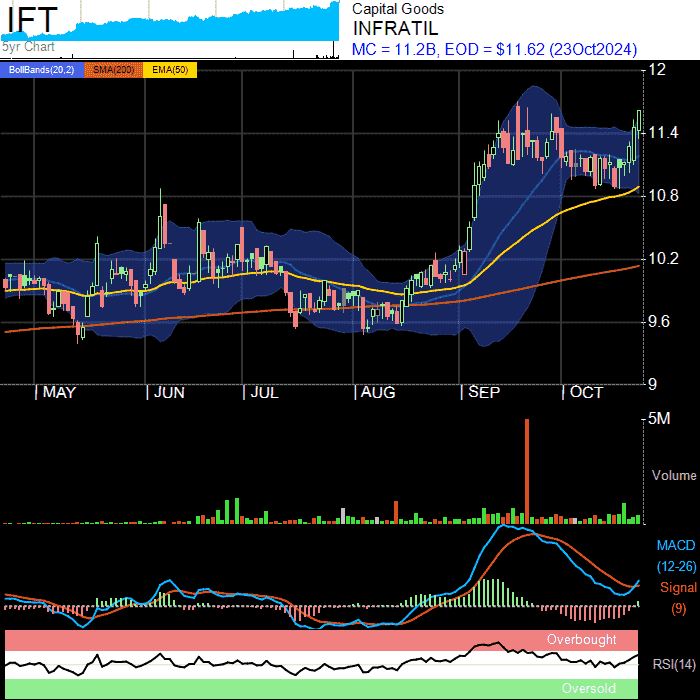 IFT
5yr Chart
Capital Goods
INFRATIL
MC = 11.2B, EOD = $11.62 (23Oct2024)
BollBands(20,2) SMA(200) EMA(50)
12
11.4
10.8
10.2
9.6
9
MAY JUN JUL AUG SEP OCT
5M
Volume
MACD
(12-26)
Signal
(9)
Overbought
RSI(14)
Oversold